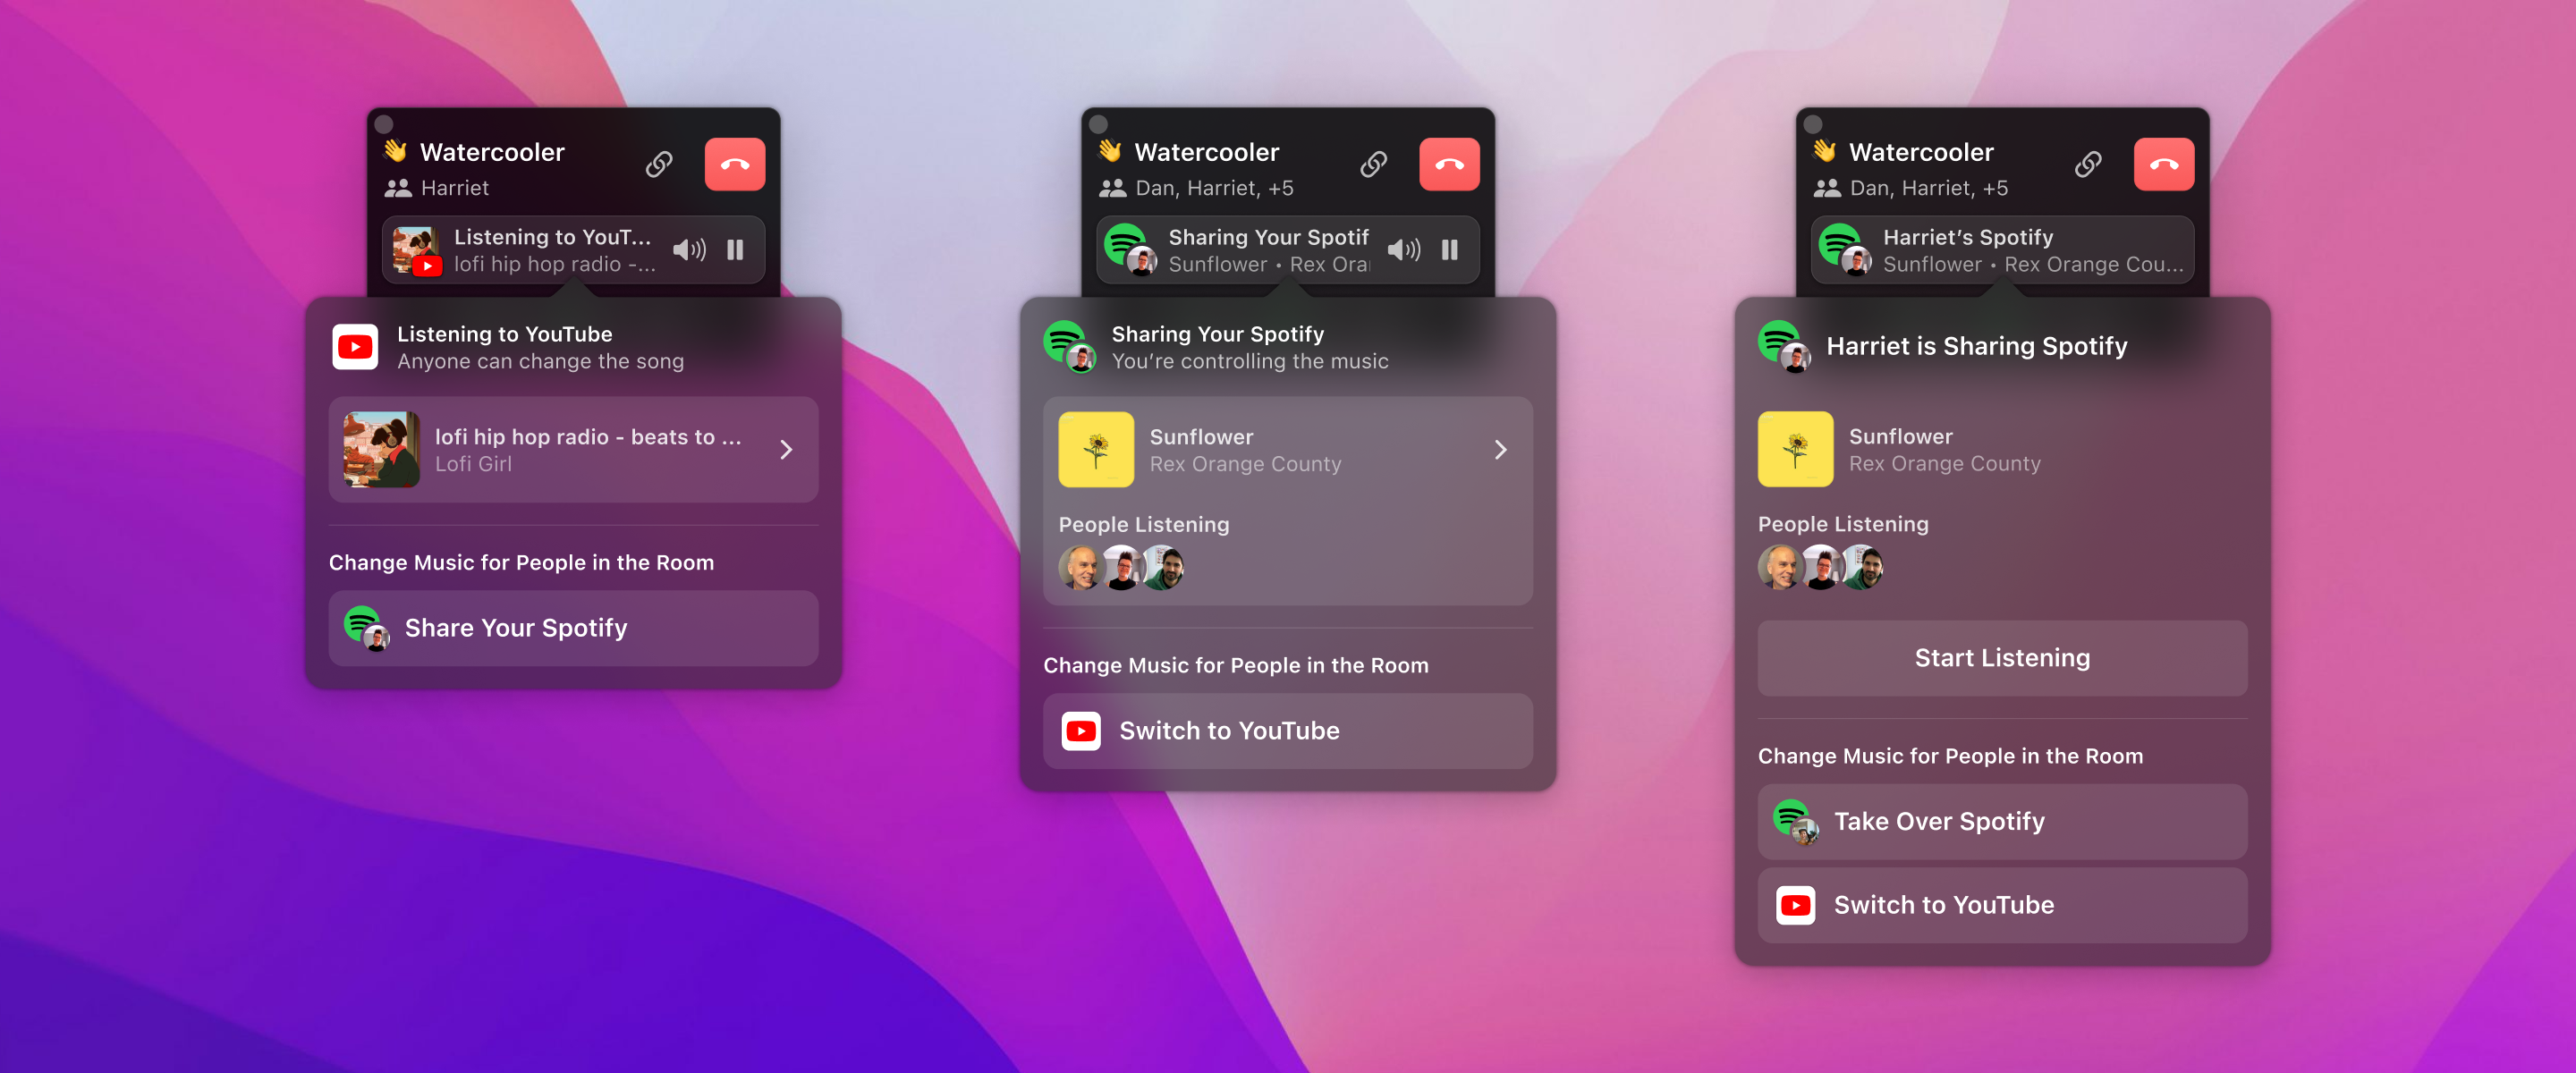 Watercooler
Harriet
Listening to YouT...
lofi hip hop radio -...
Listening to YouTube
Anyone can change the song
lofi hip hop radio - beats to ...
Lofi Girl
Change Music for People in the Room
Share Your Spotify
Watercooler
Dan, Harriet, +5
Sharing Your Spotif
Sunflower • Rex Ora
Sharing Your Spotify
You’re controlling the music
Sunflower
Rex Orange County
People Listening
Change Music for People in the Room
Switch to YouTube
Watercooler
Dan, Harriet, +5
Harriet’s Spotify
Sunflower • Rex Orange Cou...
Harriet is Sharing Spotify
Sunflower
Rex Orange County
People Listening
Start Listening
Change Music for People in the Room
Take Over Spotify
Switch to YouTube